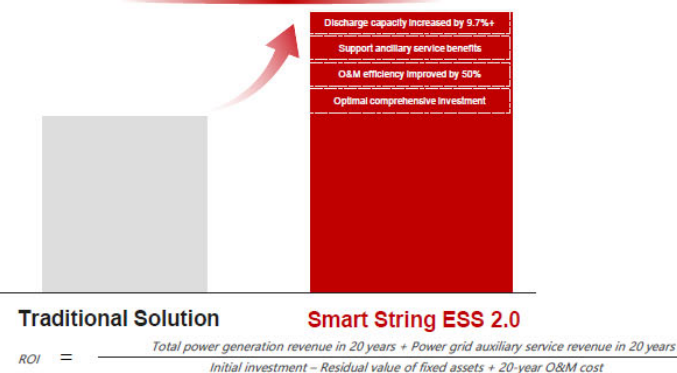 Discharge capacity increased by 9.7%+
Support ancillary service benefits
O&M efficiency improved by 50%
Optimal comprehensive investment
Traditional Solution
Smart String ESS 2.0
ROI = Total power generation revenue in 20 years + Power grid auxiliary service revenue in 20 years
Initial investment – Residual value of fixed assets + 20-year O&M cost